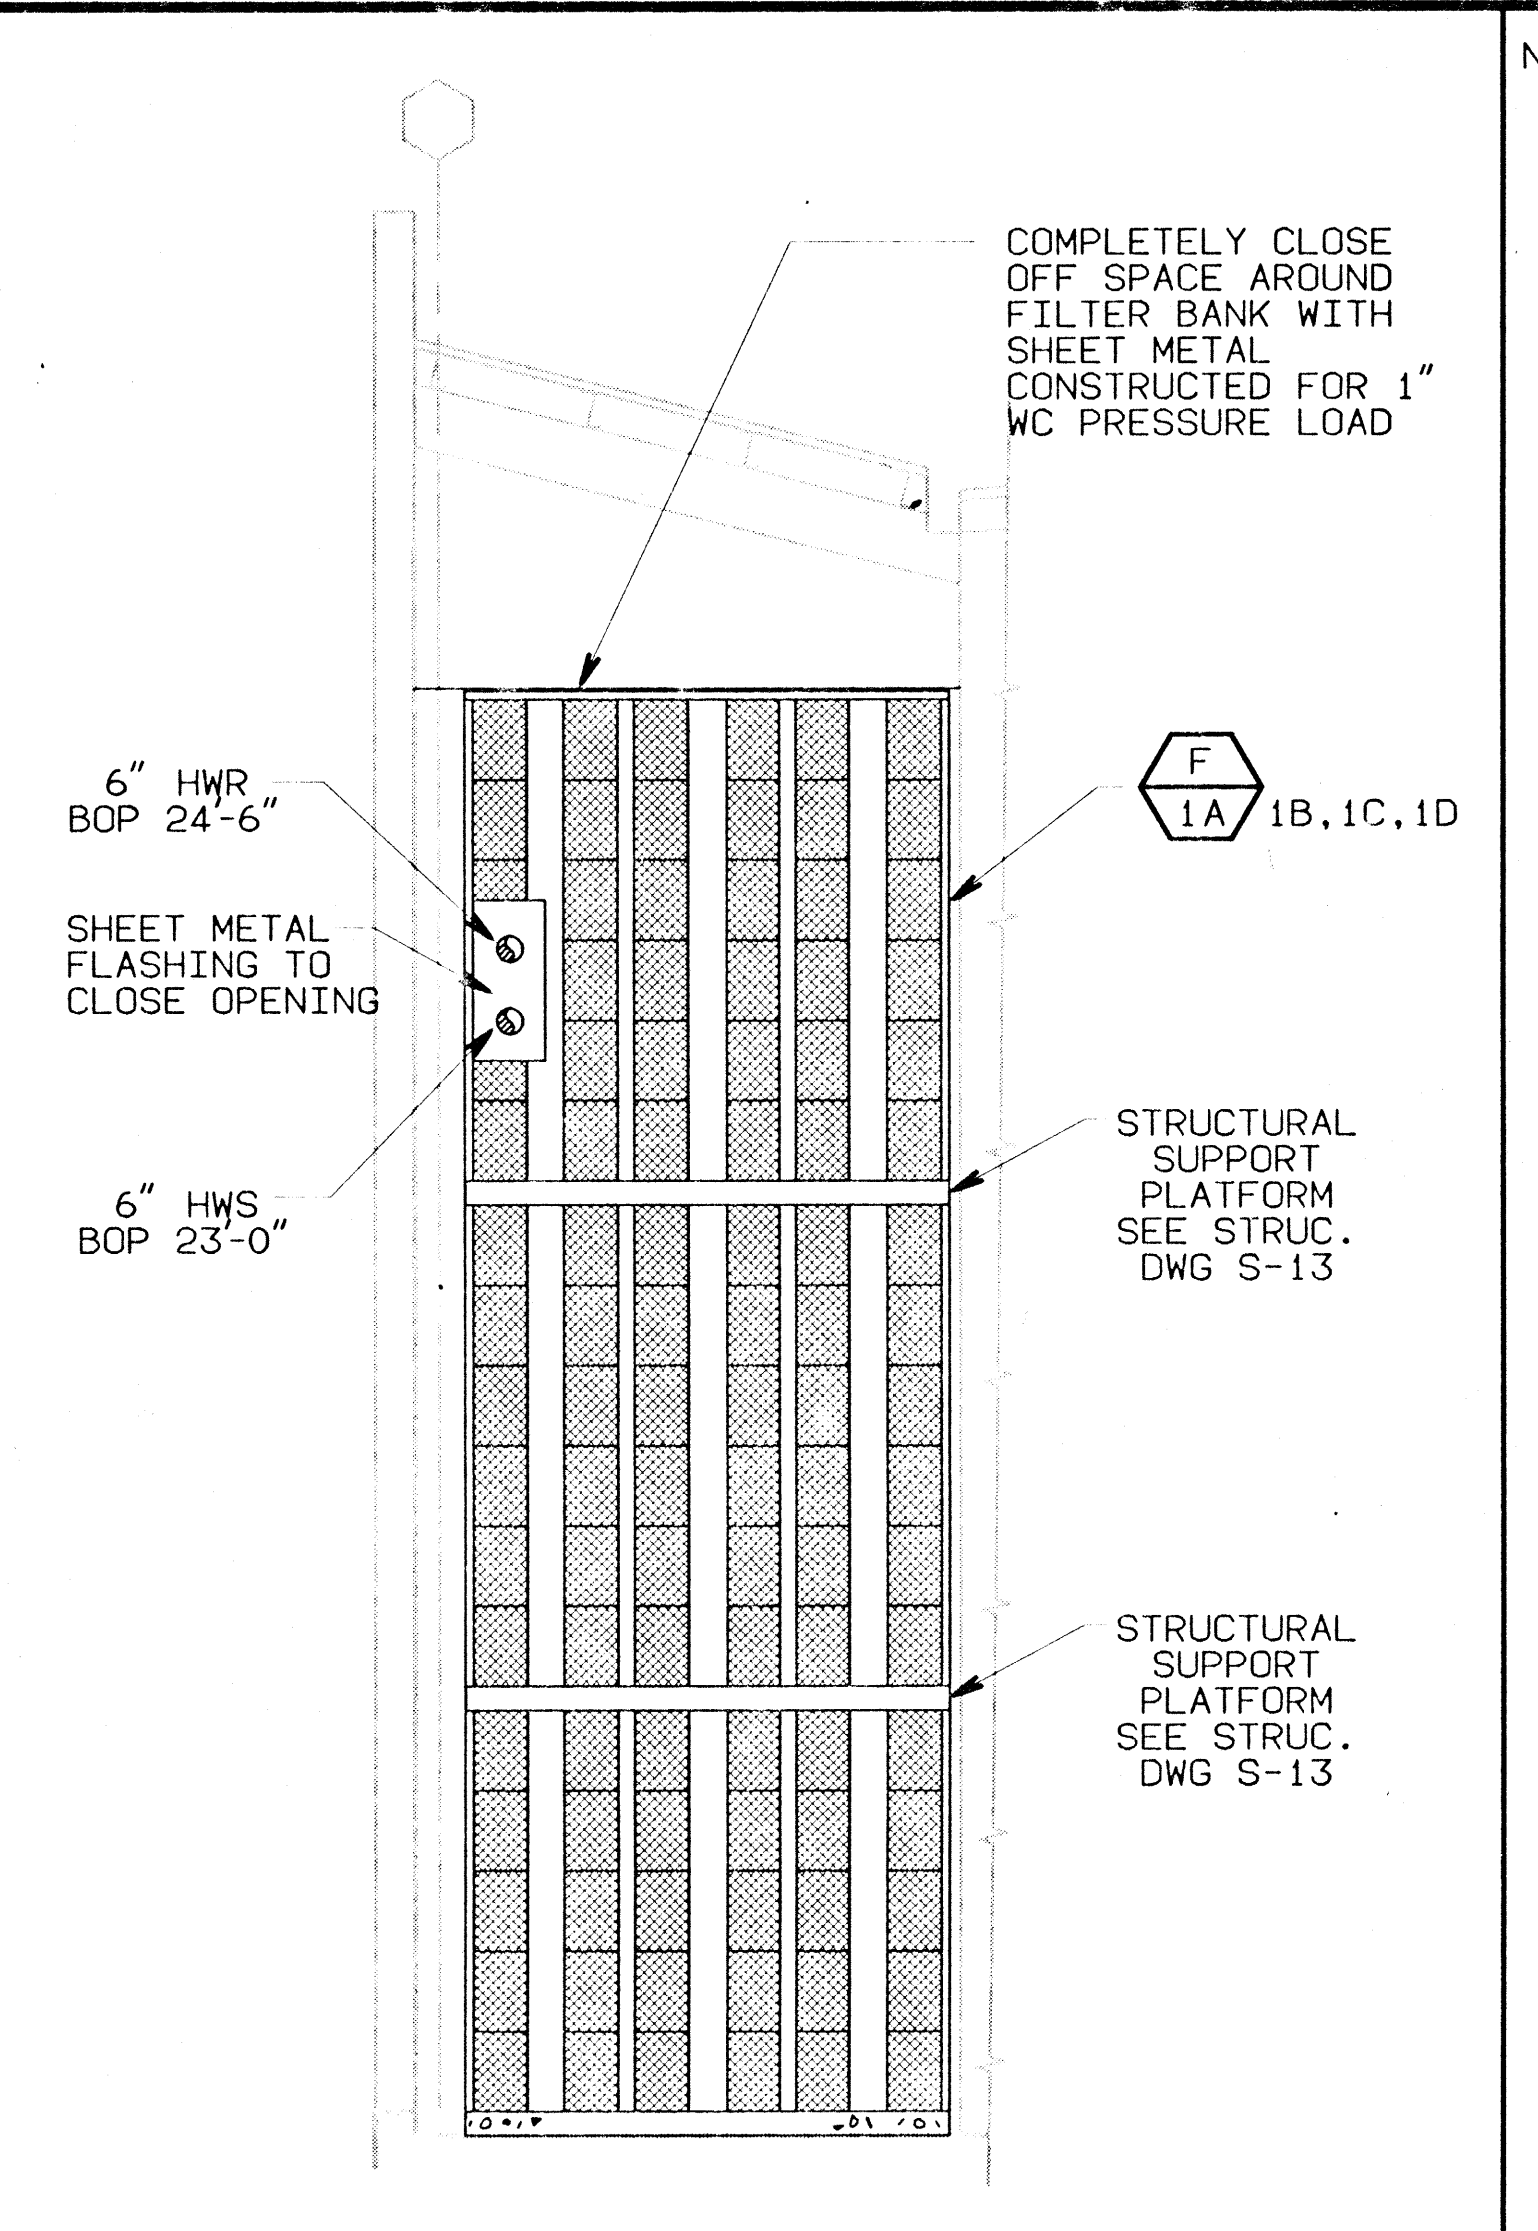 N
COMPLETELY CLOSE
OFF SPACE AROUND
FILTER BANK WITH
SHEET METAL
CONSTRUCTED FOR 1"
WC PRESSURE LOAD
6" HWR
BOP 24'-6"
F
1A
1B,1C,1D
SHEET METAL
FLASHING TO
CLOSE OPENING
6" HWS
BOP 23'-0"
STRUCTURAL
SUPPORT
PLATFORM
SEE STRUC.
DWG S-13
STRUCTURAL
SUPPORT
PLATFORM
SEE STRUC.
DWG S-13